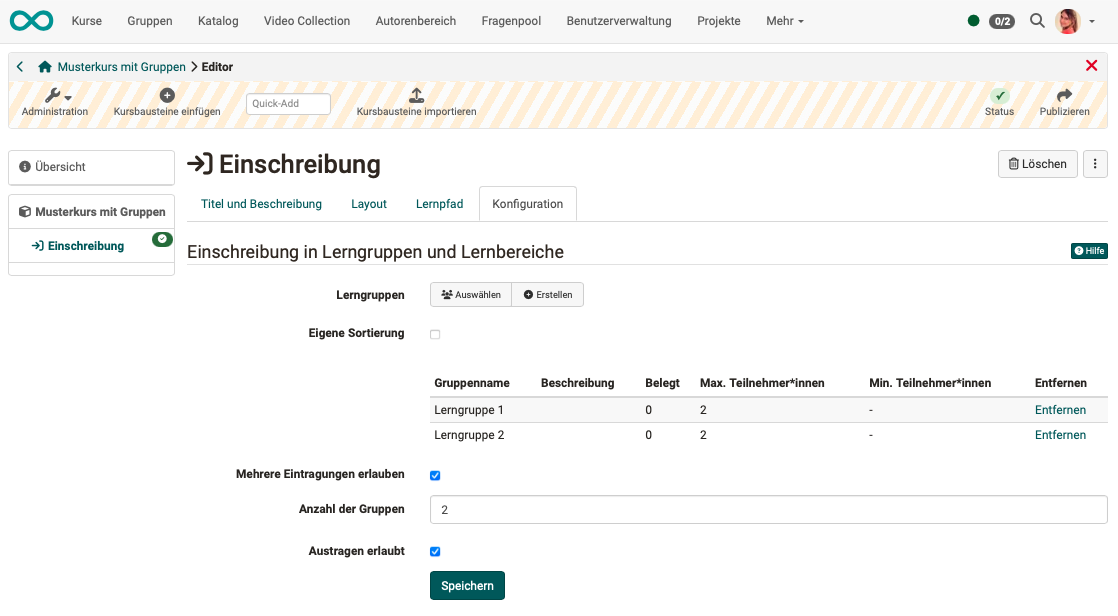 Kurse Gruppen Katalog Video Collection Autorenbereich Fragenpool Benutzerverwaltung Projekte Mehr 0/2
Musterkurs mit Gruppen Editor
Administration Kursbausteine einfügen Quick-Add Kursbausteine importieren Status Publizieren
Übersicht
Einschreibung Löschen
Titel und Beschreibung Layout Lernpfad Konfiguration
Musterkurs mit Gruppen
Einschreibung
Einschreibung in Lerngruppen und Lernbereiche Hilfe
Lerngruppen Auswählen Erstellen
Eigene Sortierung
Gruppenname Beschreibung Belegt Max. Teilnehmer*innen Min. Teilnehmer*innen Entfernen
Lerngruppe 1 0 2 - Entfernen
Lerngruppe 2 0 2 - Entfernen
Mehrere Eintragungen erlauben
Anzahl der Gruppen 2
Austragen erlaubt
Speichern